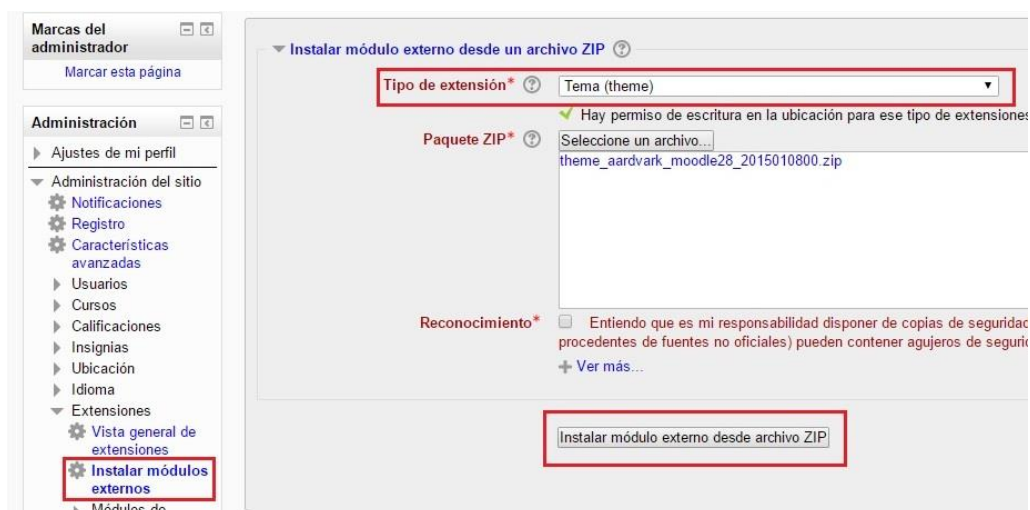 Marcas del
administrador
Marcar esta página
Administración
Ajustes de mi perfil
Administración del sitio
Notificaciones
Registro
Características
avanzadas
Usuarios
Cursos
Calificaciones
Insignias
Ubicación
Idioma
Extensiones
Vista general de
extensiones
Instalar módulos
externos
Módulos de
Instalar módulo externo desde un archivo ZIP
Tipo de extensión* Tema (theme)
Hay permiso de escritura en la ubicación para ese tipo de extensiones
Paquete ZIP* Seleccione un archivo...
theme_aardvark_moodle28_2015010800.zip
Reconocimiento* Entiendo que es mi responsabilidad disponer de copias de seguridad
procedentes de fuentes no oficiales) pueden contener agujeros de
Ver más...
Instalar módulo externo desde archivo ZIP